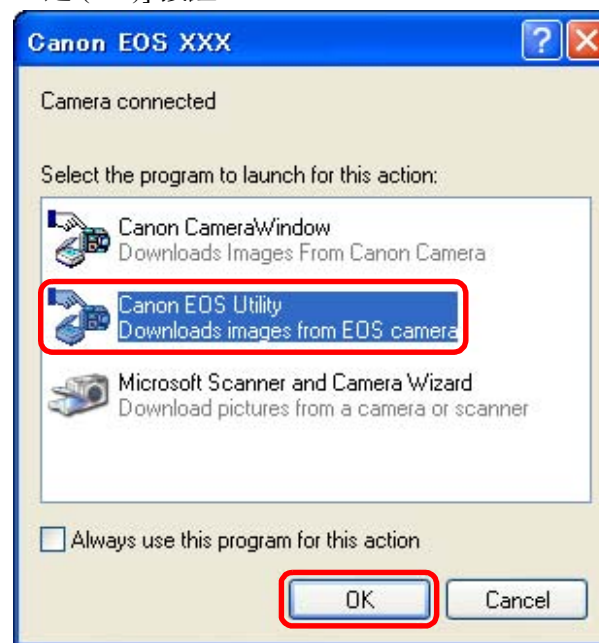 Canon EOS XXX
Camera connected
Select the program to launch for this action:
Canon CameraWindow
Downloads Images From Canon Camera
Canon EOS Utility
Downloads images from EOS camera
Microsoft Scanner and Camera Wizard
Download pictures from a camera or scanner
Always use this program for this action
OK Cancel